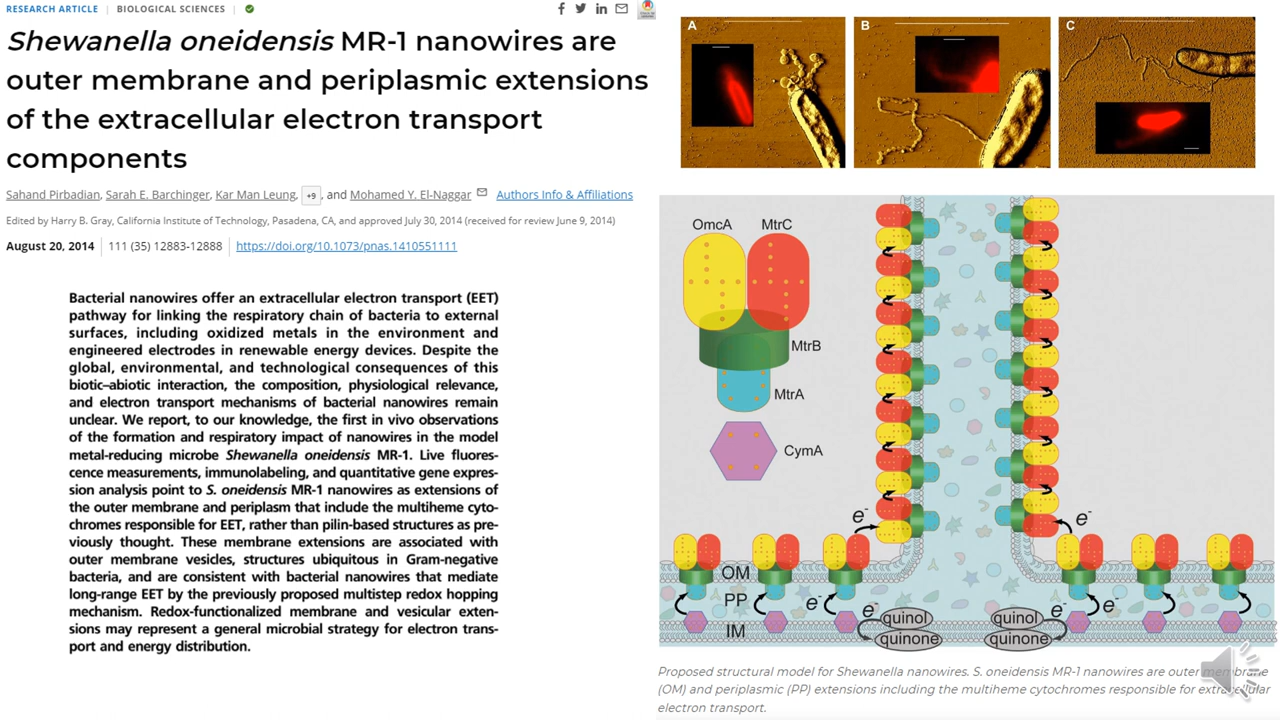 RESEARCH ARTICLE | BIOLOGICAL SCIENCES |
Shewanella oneidensis MR-1 nanowires are
outer membrane and periplasmic extensions
of the extracellular electron transport
components
Sahand Pirbadian, Sarah E. Barchinger, Kar Man Leung, +9 , and Mohamed Y. El-Naggar Authors Info & Affiliations
Edited by Harry B. Gray, California Institute of Technology, Pasadena, CA, and approved July 30, 2014 (received for review June 9, 2014)
August 20, 2014 | 111 (35) 12883-12888 | https://doi.org/10.1073/pnas.1410551111
Bacterial nanowires offer an extracellular electron transport (EET)
pathway for linking the respiratory chain of bacteria to external
surfaces, including oxidized metals in the environment and
engineered electrodes in renewable energy devices. Despite the
global, environmental, and technological consequences of this
biotic–abiotic interaction, the composition, physiological relevance,
and electron transport mechanisms of bacterial nanowires remain
unclear. We report, to our knowledge, the first in vivo observations
of the formation and respiratory impact of nanowires in the model
metal-reducing microbe Shewanella oneidensis MR-1. Live fluores-
cence measurements, immunolabeling, and quantitative gene expres-
sion analysis point to S. oneidensis MR-1 nanowires as extensions of
the outer membrane and periplasm that include the multiheme cyto-
chromes responsible for EET, rather than pilin-based structures as pre-
viously thought. These membrane extensions are associated with
outer membrane vesicles, structures ubiquitous in Gram-negative
bacteria, and are consistent with bacterial nanowires that mediate
long-range EET by the previously proposed multistep redox hopping
mechanism. Redox-functionalized membrane and vesicular exten-
sions may represent a general microbial strategy for electron trans-
port and energy distribution.
A
B
C
OmcA MtrC
MtrB
MtrA
CymA
e- e-
OM
PP
IM
e- e- e- e-
quinol quinol
quinone quinone
Proposed structural model for Shewanella nanowires. S. oneidensis MR-1 nanowires are outer membrane
(OM) and periplasmic (PP) extensions including the multiheme cytochromes responsible for extracellular
electron transport.